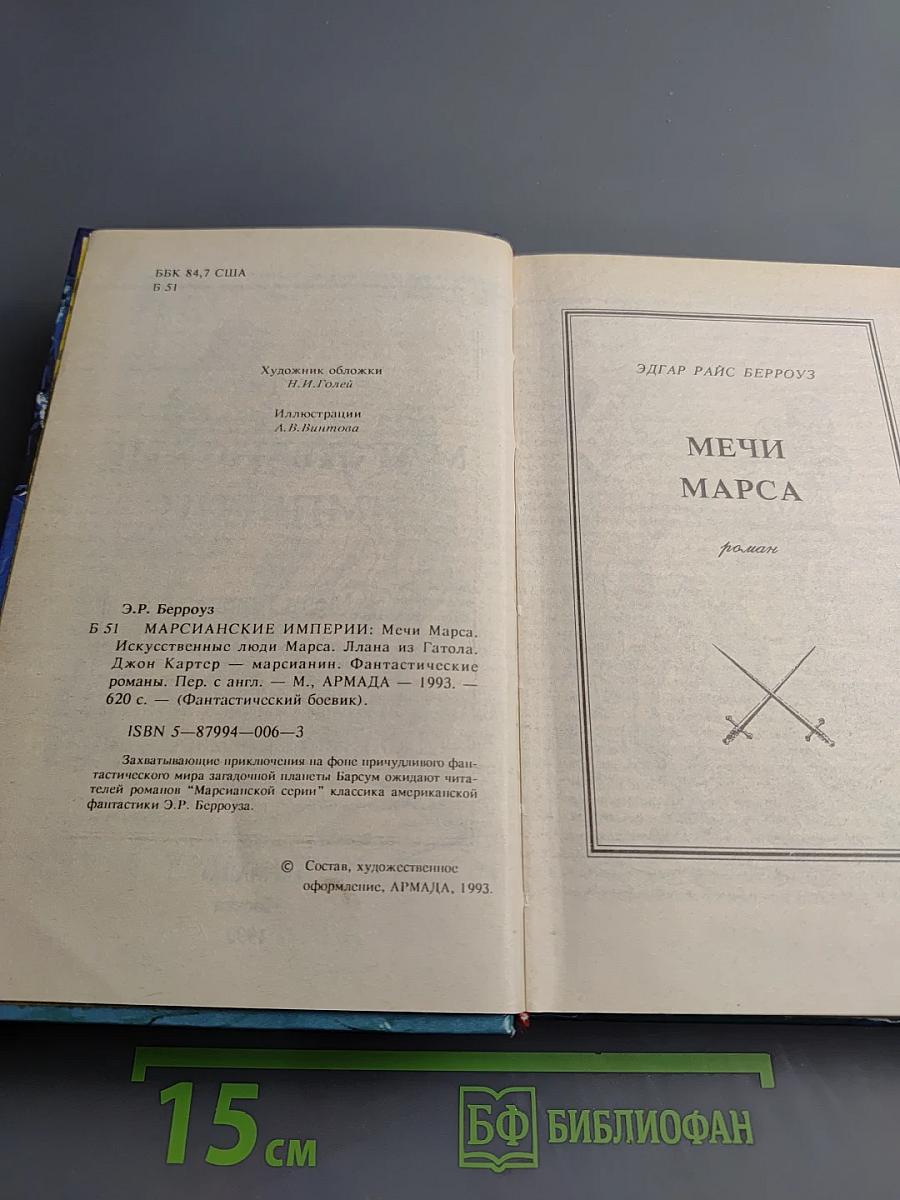 ББК 84,7 США
Б 51
Художник обложки
Н.И.Голей
Иллюстрации
А.В.Винтова
Э.Р. Берроуз
Б 51 МАРСИАНСКИЕ ИМПЕРИИ: Мечи Марса.
Искусственные люди Марса. Ллана из Гатола.
Джон Картер — марсианин. Фантастические
романы. Пер. с англ. — М., АРМАДА — 1993. —
620 с. — (Фантастический боевик).
ISBN 5—87994—006—3
Захватывающие приключения на фоне причудливого фан-
тастического мира загадочной планеты Барсум ожидают чита-
телей романов "Марсианской серии" классика американской
фантастики Э.Р. Берроуза.
© Состав, художественное
оформление, АРМАДА, 1993.
ЭДГАР РАЙС БЕРРОУЗ
МЕЧИ
МАРСА
роман
15 см
БФ БИБЛИОФАН